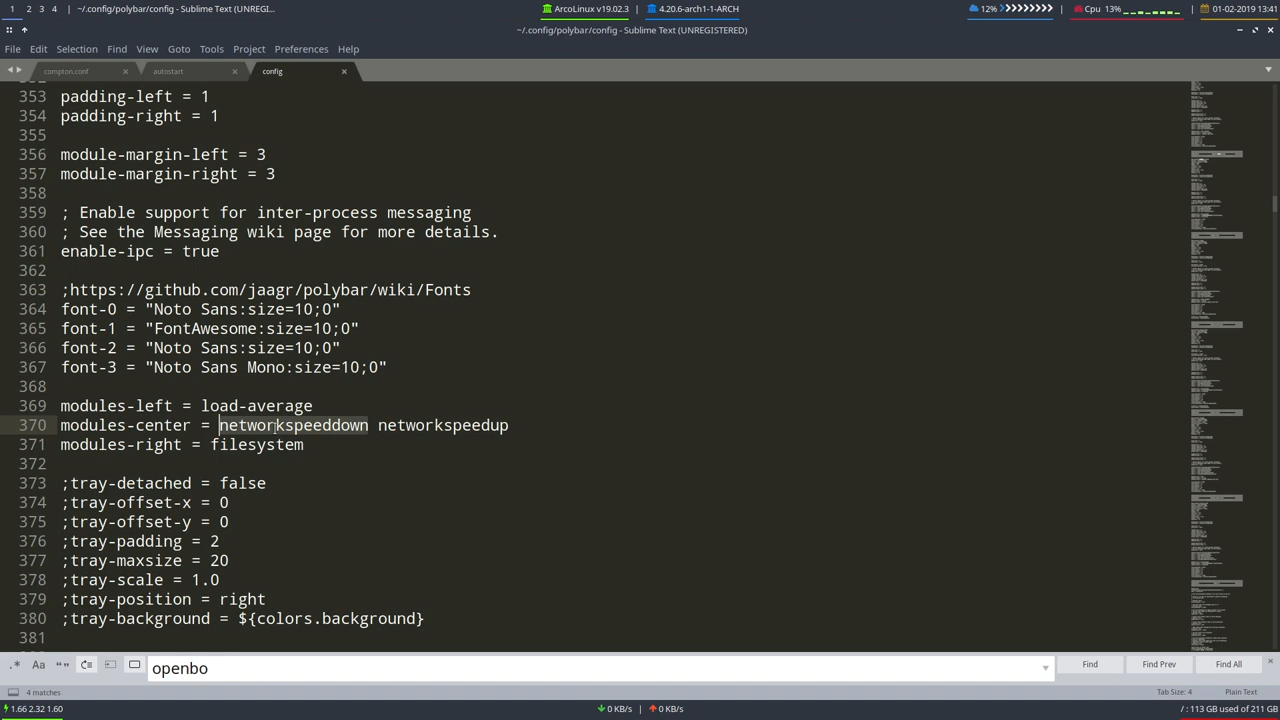 1 2 3 4 ~/.config/polybar/config - Sublime Text (UNREGI...
ArcoLinux v19.02.3
4.20.6-arch1-1-ARCH
12%
Cpu 13%
01-02-2019 13:41
~/.config/polybar/config - Sublime Text (UNREGISTERED)
File Edit Selection Find View Goto Tools Project Preferences Help
compton.conf × autostart × config ×
353 padding-left = 1
354 padding-right = 1
355
356 module-margin-left = 3
357 module-margin-right = 3
358
359 ; Enable support for inter-process messaging
360 ; See the Messaging wiki page for more details.
361 enable-ipc = true
362
363 ;https://github.com/jaagr/polybar/wiki/Fonts
364 font-0 = "Noto Sans:size=10;0"
365 font-1 = "FontAwesome:size=10;0"
366 font-2 = "Noto Sans:size=10;0"
367 font-3 = "Noto Sans Mono:size=10;0"
368
369 modules-left = load-average
370 modules-center = networkspeeddown networkspeedup
371 modules-right = filesystem
372
373 ;tray-detached = false
374 ;tray-offset-x = 0
375 ;tray-offset-y = 0
376 ;tray-padding = 2
377 ;tray-maxsize = 20
378 ;tray-scale = 1.0
379 ;tray-position = right
380 ;tray-background = ${colors.background}
381
.* Aa “” openbo Find Find Prev Find All
4 matches Tab Size: 4 Plain Text
1.66 2.32 1.60
0 KB/s | 0 KB/s
/ : 113 GB used of 211 GB